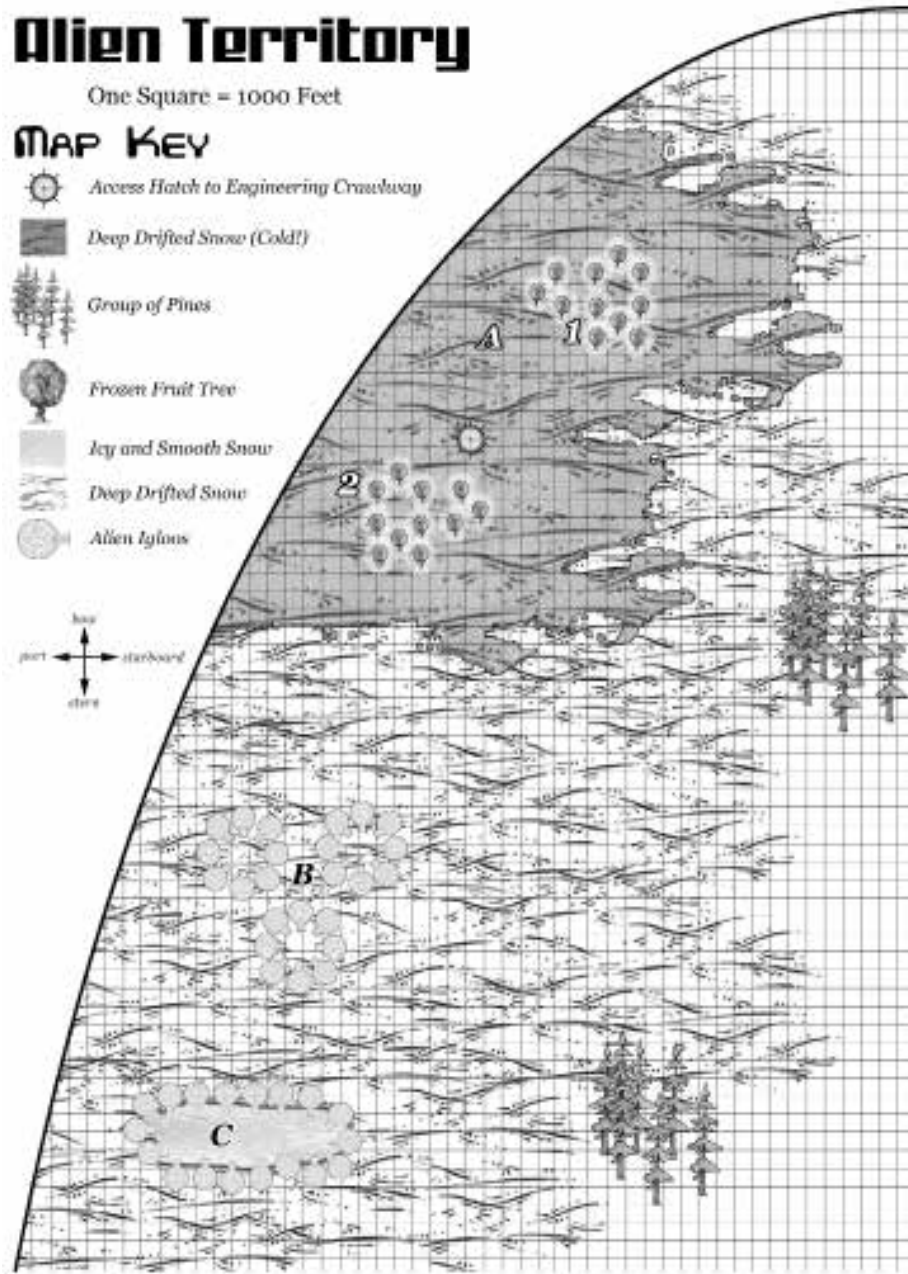 Alien Territory
One Square = 1000 Feet
Map Key
Access Hatch to Engineering Crawlway
Deep Drifted Snow (Cold!)
Group of Pines
Frozen Fruit Tree
Icy and Smooth Snow
Deep Drifted Snow
Alien Igloos
bow
port
starboard
stern
A
1
2
B
C